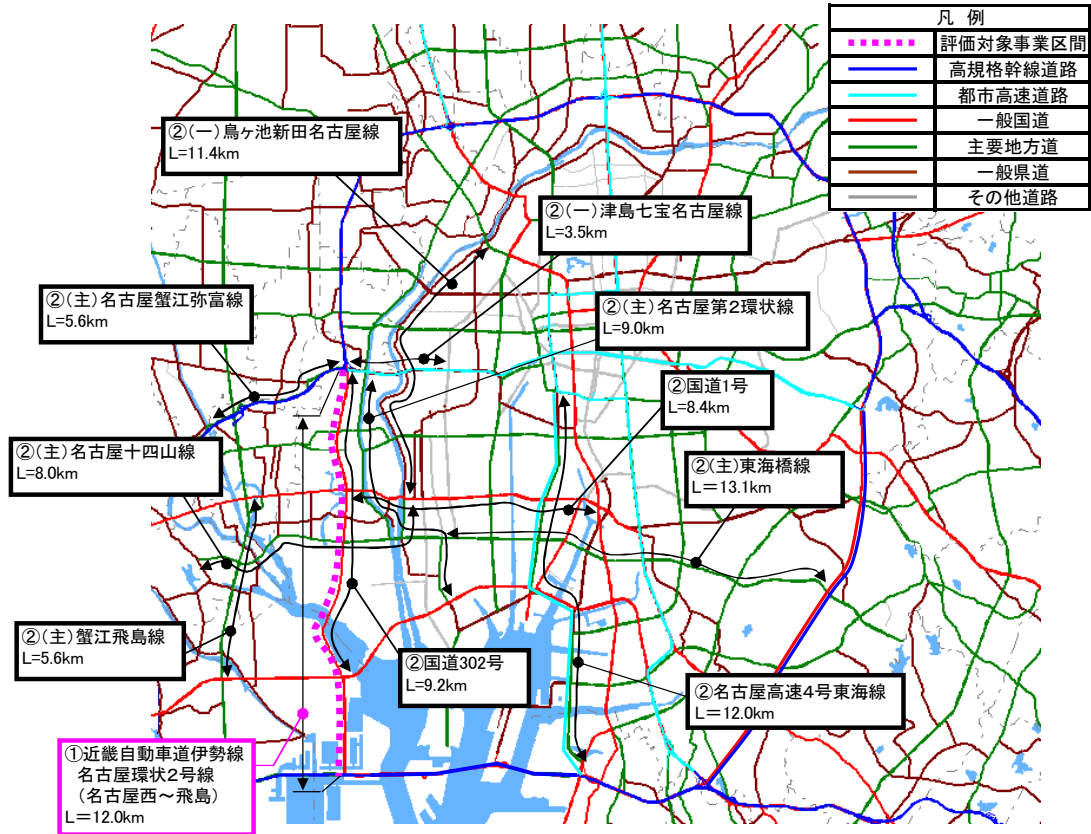 凡 例
評価対象事業区間
高規格幹線道路
都市高速道路
一般国道
主要地方道
一般県道
その他道路
②(一)鳥ヶ池新田名古屋線
L=11.4km
②(一)津島七宝名古屋線
L=3.5km
②(主)名古屋蟹江弥富線
L=5.6km
②(主)名古屋第2環状線
L=9.0km
②国道1号
L=8.4km
②(主)名古屋十四山線
L=8.0km
②(主)東海橋線
L=13.1km
②(主)蟹江飛島線
L=5.6km
②国道302号
L=9.2km
②名古屋高速4号東海線
L=12.0km
①近畿自動車道伊勢線
名古屋環状2号線
(名古屋西~飛島)
L=12.0km